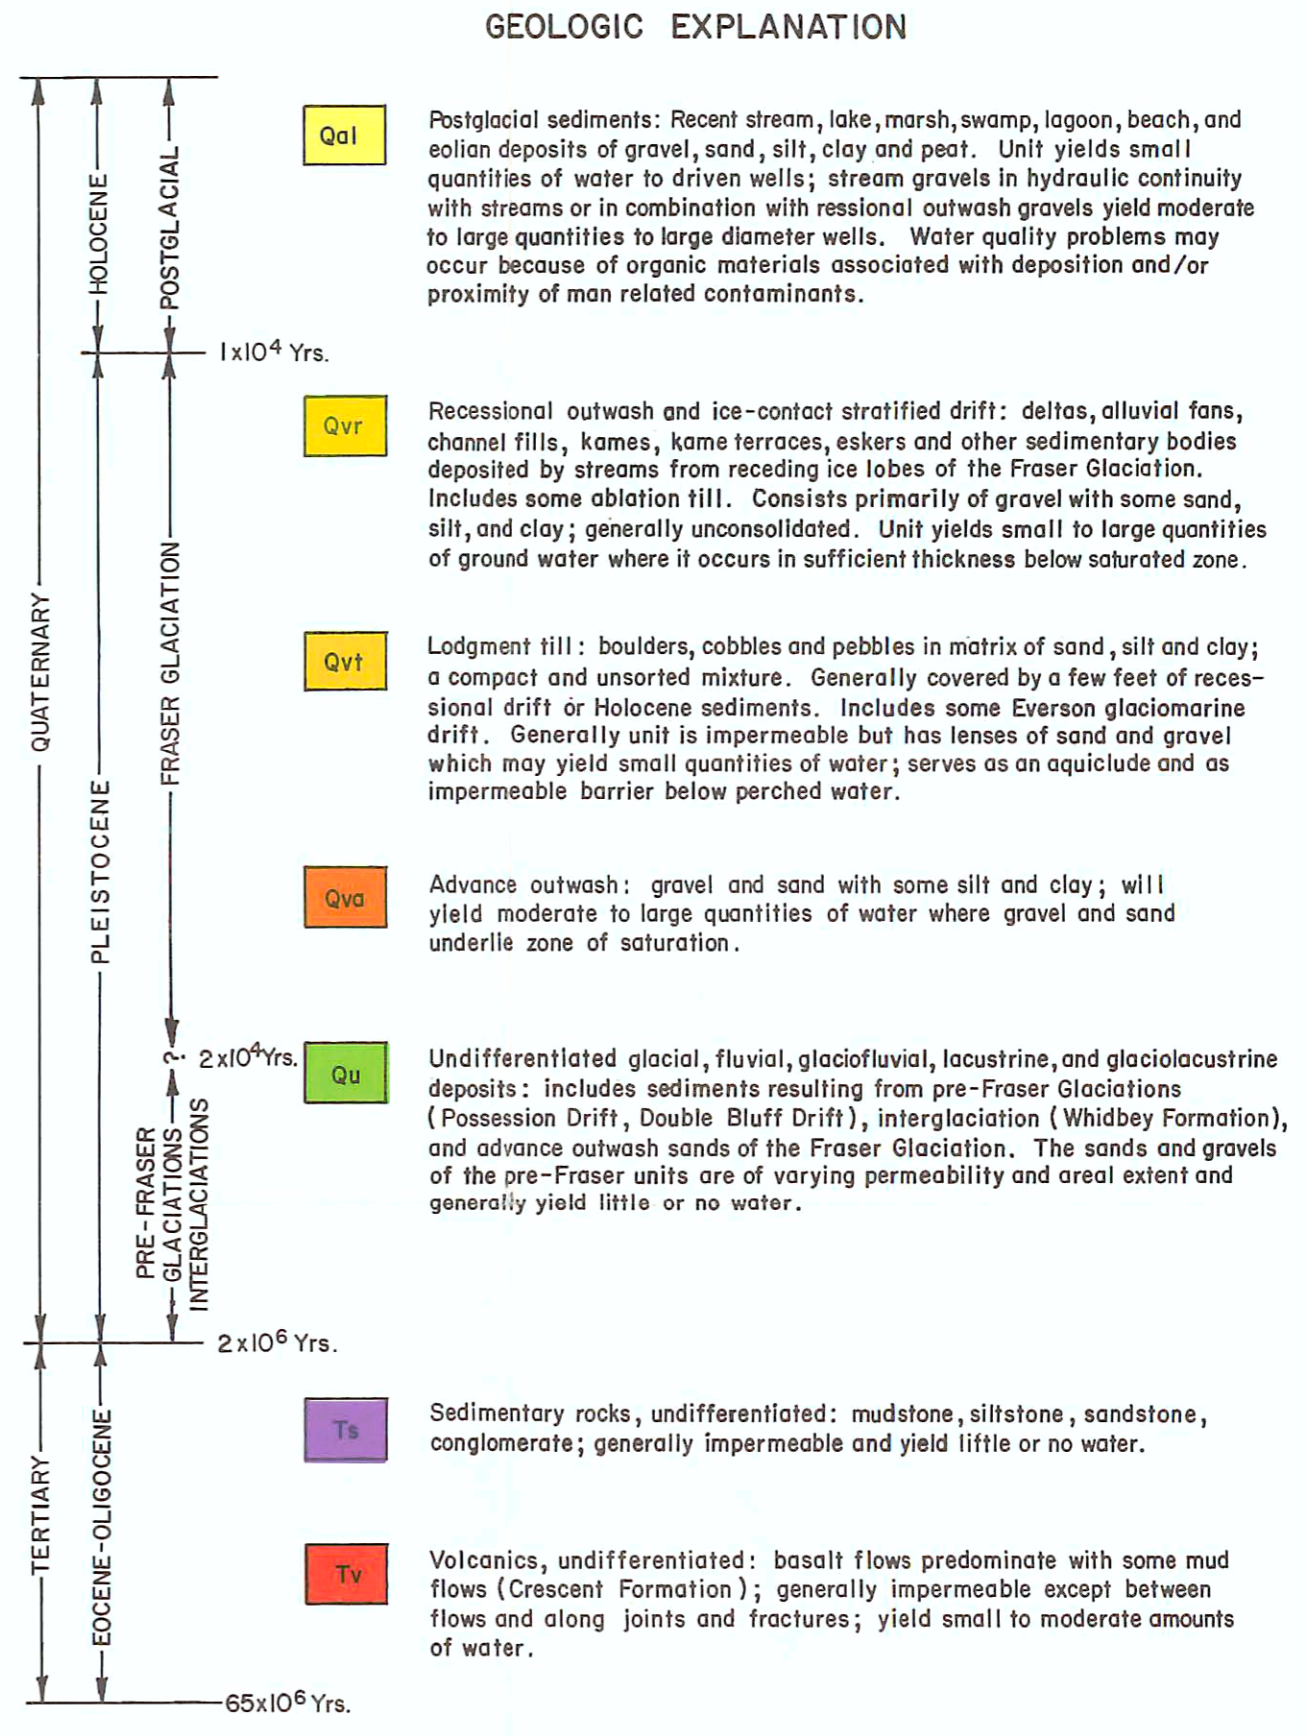 GEOLOGIC EXPLANATION
QUATERNARY
HOLOCENE
POSTGLACIAL
Qal
Postglacial sediments: Recent stream, lake, marsh, swamp, lagoon, beach, and
eolian deposits of gravel, sand, silt, clay and peat. Unit yields small
quantities of water to driven wells; stream gravels in hydraulic continuity
with streams or in combination with ressional outwash gravels yield moderate
to large quantities to large diameter wells. Water quality problems may
occur because of organic materials associated with deposition and/or
proximity of man related contaminants.
1x10⁴ Yrs.
PLEISTOCENE
FRASER GLACIATION
Qvr
Recessional outwash and ice-contact stratified drift: deltas, alluvial fans,
channel fills, kames, kame terraces, eskers and other sedimentary bodies
deposited by streams from receding ice lobes of the Fraser Glaciation.
Includes some ablation till. Consists primarily of gravel with some sand,
silt, and clay; generally unconsolidated. Unit yields small to large quantities
of ground water where it occurs in sufficient thickness below saturated zone.
Qvt
Lodgment till: boulders, cobbles and pebbles in matrix of sand, silt and clay;
a compact and unsorted mixture. Generally covered by a few feet of reces-
sional drift or Holocene sediments. Includes some Everson glaciomarine
drift. Generally unit is impermeable but has lenses of sand and gravel
which may yield small quantities of water; serves as an aquiclude and as
impermeable barrier below perched water.
Qva
Advance outwash: gravel and sand with some silt and clay; will
yield moderate to large quantities of water where gravel and sand
underlie zone of saturation.
? 2x10⁴Yrs.
PRE-FRASER
GLACIATIONS
INTERGLACIATIONS
Qu
Undifferentiated glacial, fluvial, glaciofluvial, lacustrine, and glaciolacustrine
deposits: includes sediments resulting from pre-Fraser Glaciations
(Possession Drift, Double Bluff Drift), interglaciation (Whidbey Formation),
and advance outwash sands of the Fraser Glaciation. The sands and gravels
of the pre-Fraser units are of varying permeability and areal extent and
generally yield little or no water.
2x10⁶ Yrs.
TERTIARY
EOCENE-OLIGOCENE
Ts
Sedimentary rocks, undifferentiated: mudstone, siltstone, sandstone,
conglomerate; generally impermeable and yield liftle or no water.
Tv
Volcanics, undifferentiated: basalt flows predominate with some mud
flows (Crescent Formation); generally impermeable except between
flows and along joints and fractures; yield small to moderate amounts
of water.
65x10⁶ Yrs.